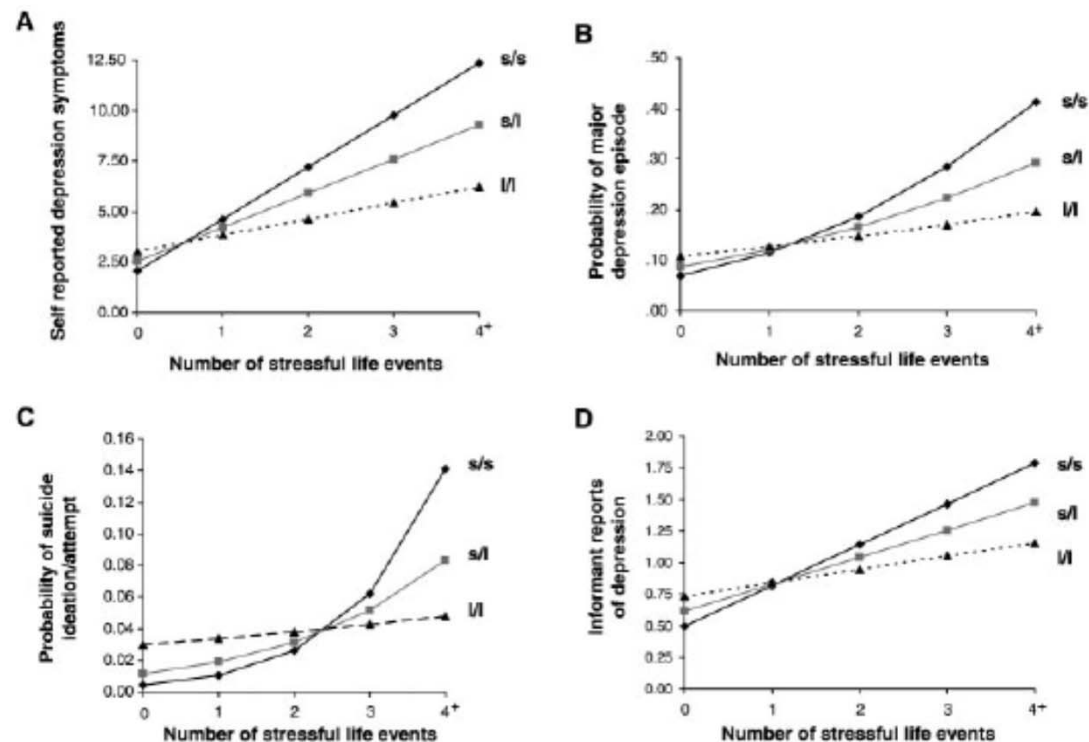 A
Self reported depression symptoms
12.50
10.00
7.50
5.00
2.50
0.00
0 1 2 3 4+
Number of stressful life events
s/s
s/l
l/l
B
Probability of major
depression episode
.50
.40
.30
.20
.10
.00
0 1 2 3 4+
Number of stressful life events
s/s
s/l
l/l
C
Probability of suicide
ideation/attempt
0.16
0.14
0.12
0.10
0.08
0.06
0.04
0.02
0.00
0 1 2 3 4+
Number of stressful life events
s/s
s/l
l/l
D
Informant reports
of depression
2.00
1.75
1.50
1.25
1.00
0.75
0.50
0.25
0.00
0 1 2 3 4+
Number of stressful life events
s/s
s/l
l/l